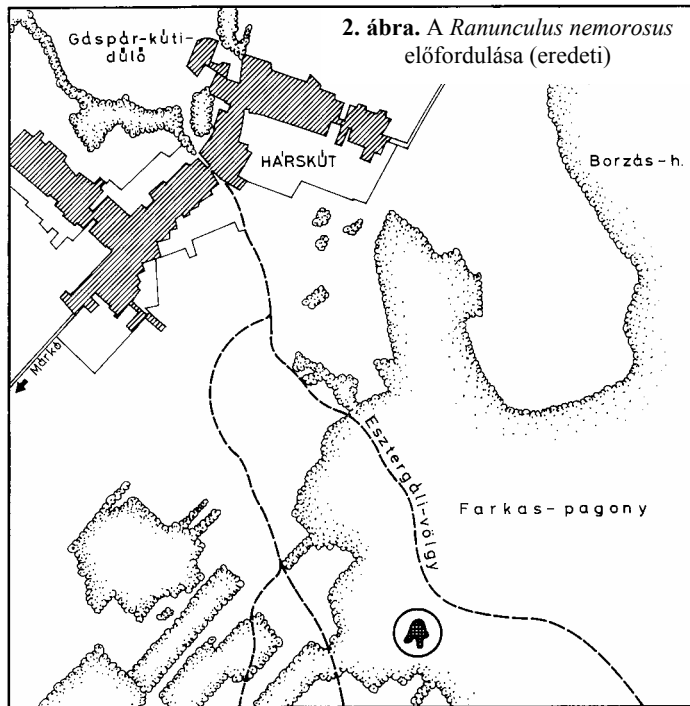 2. ábra. A Ranunculus nemorosus
előfordulása (eredeti)
Gáspár-kúti-
dűlő
HÁRSKÚT
Borzás-h.
Márkó
Esztergáli-völgy
Farkas-pagony